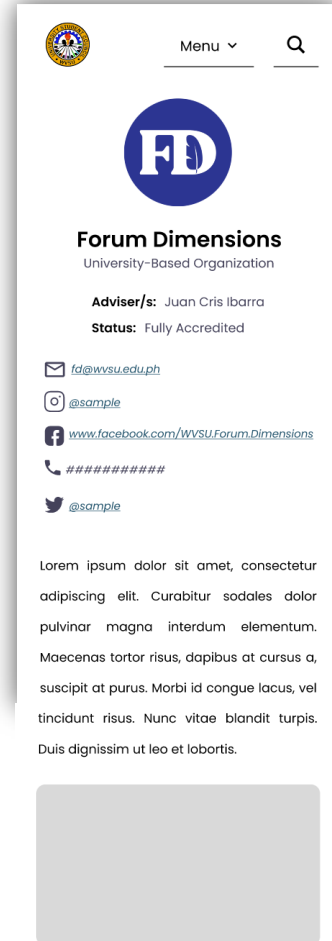 Menu
FD
Forum Dimensions
University-Based Organization
Adviser/s: Juan Cris Ibarra
Status: Fully Accredited
fd@wvsu.edu.ph
@sample
www.facebook.com/WVSU.Forum.Dimensions
###########
@sample
Lorem ipsum dolor sit amet, consectetur
adipiscing elit. Curabitur sodales dolor
pulvinar magna interdum elementum.
Maecenas tortor risus, dapibus at cursus a,
suscipit at purus. Morbi id congue lacus, vel
tincidunt risus. Nunc vitae blandit turpis.
Duis dignissim ut leo et lobortis.